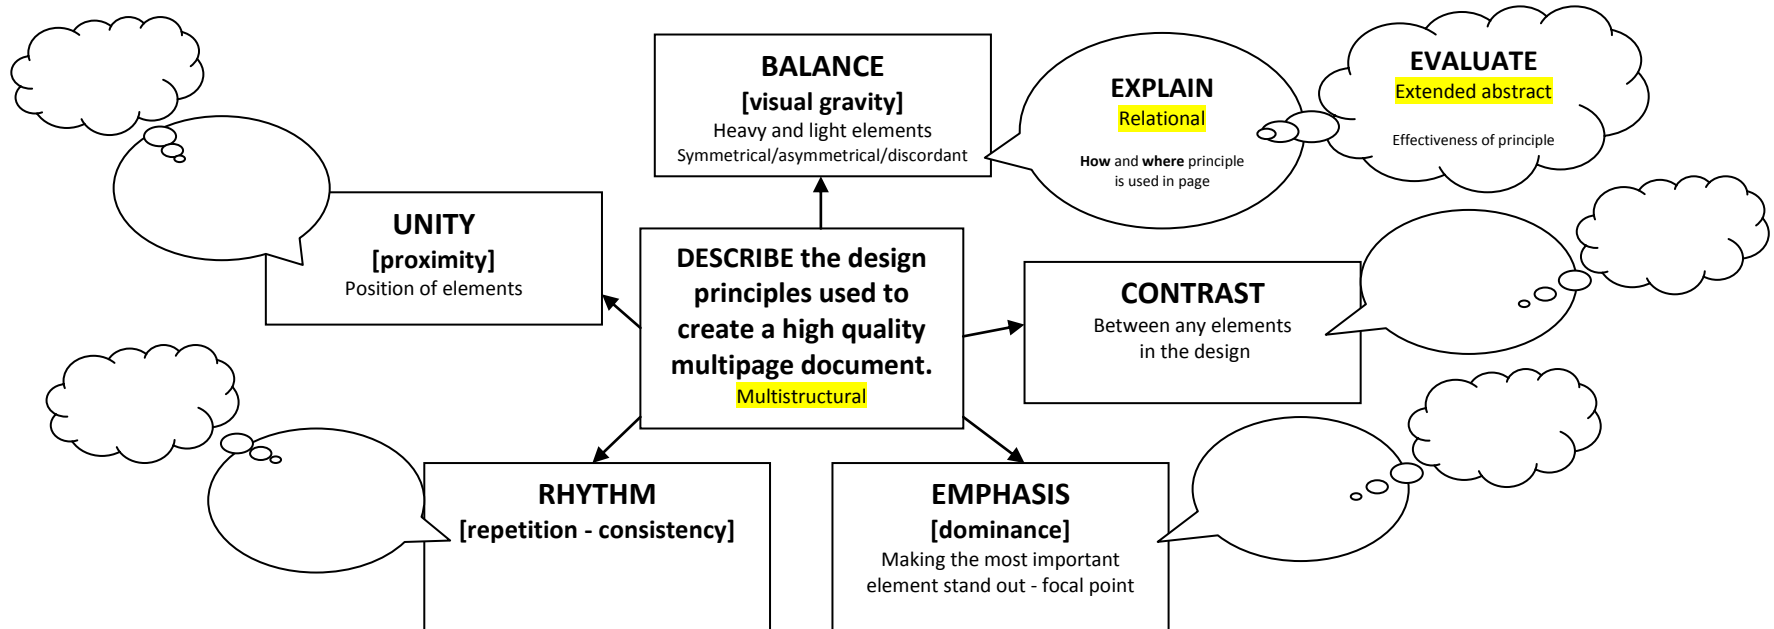 BALANCE
[visual gravity]
Heavy and light elements
Symmetrical/asymmetrical/discordant
EXPLAIN
Relational
How and where principle
is used in page
EVALUATE
Extended abstract
Effectiveness of principle
UNITY
[proximity]
Position of elements
DESCRIBE the design
principles used to
create a high quality
multipage document.
Multistructural
CONTRAST
Between any elements
in the design
RHYTHM
[repetition - consistency]
EMPHASIS
[dominance]
Making the most important
element stand out - focal point